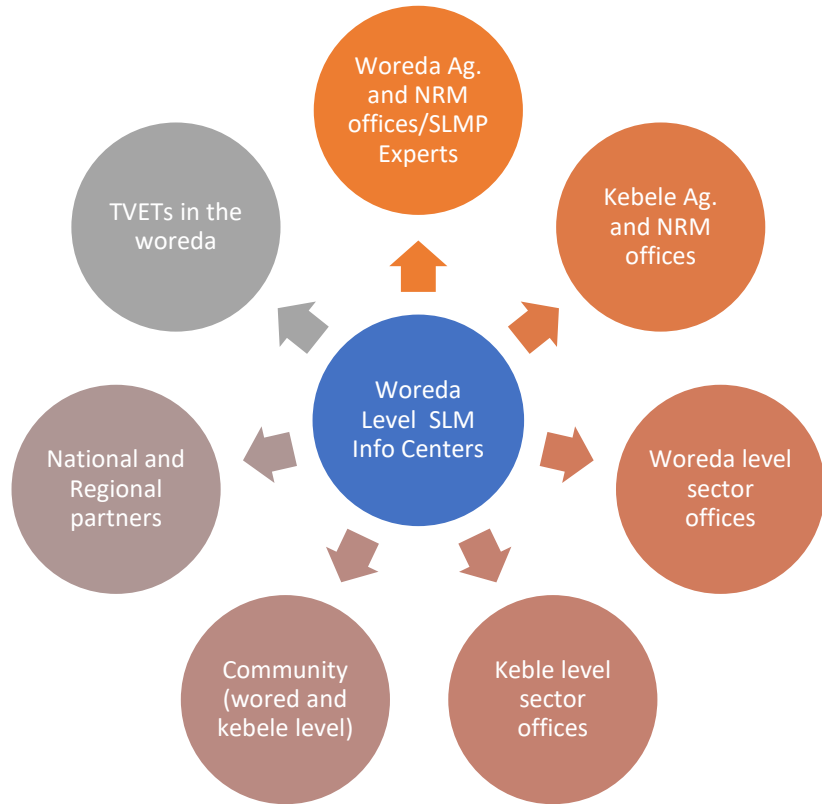 Woreda Ag.
and NRM
offices/SLMP
Experts
Kebele Ag.
and NRM
offices
Woreda level
sector
offices
Keble level
sector
offices
Community
(wored and
kebele level)
National and
Regional
partners
TVETs in the
woreda
Woreda
Level SLM
Info Centers